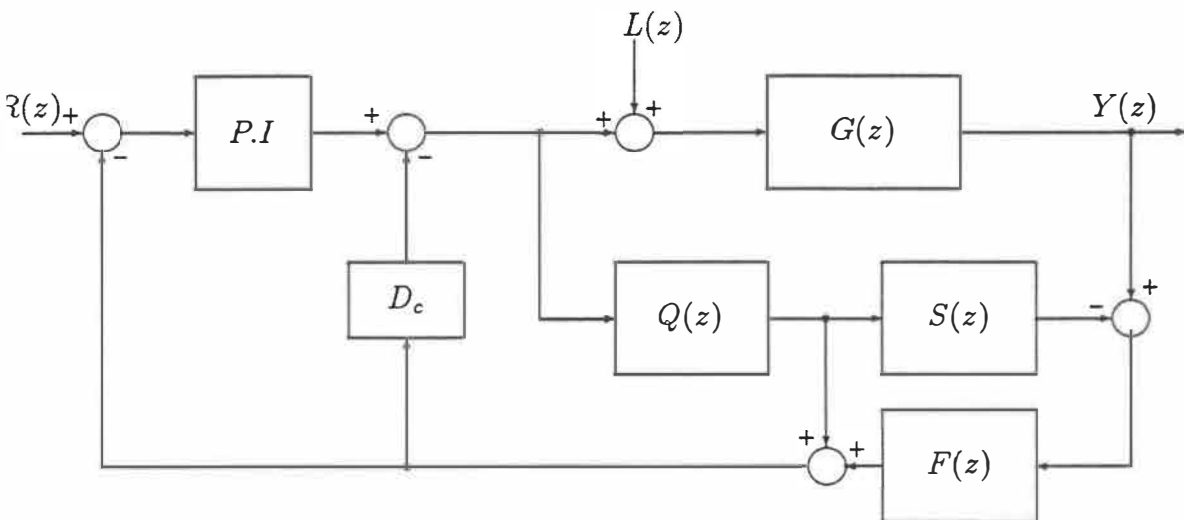 L(z)
R(z) + P.I + + + G(z) Y(z)
- -
D_c Q(z) S(z) - +
+ + F(z)